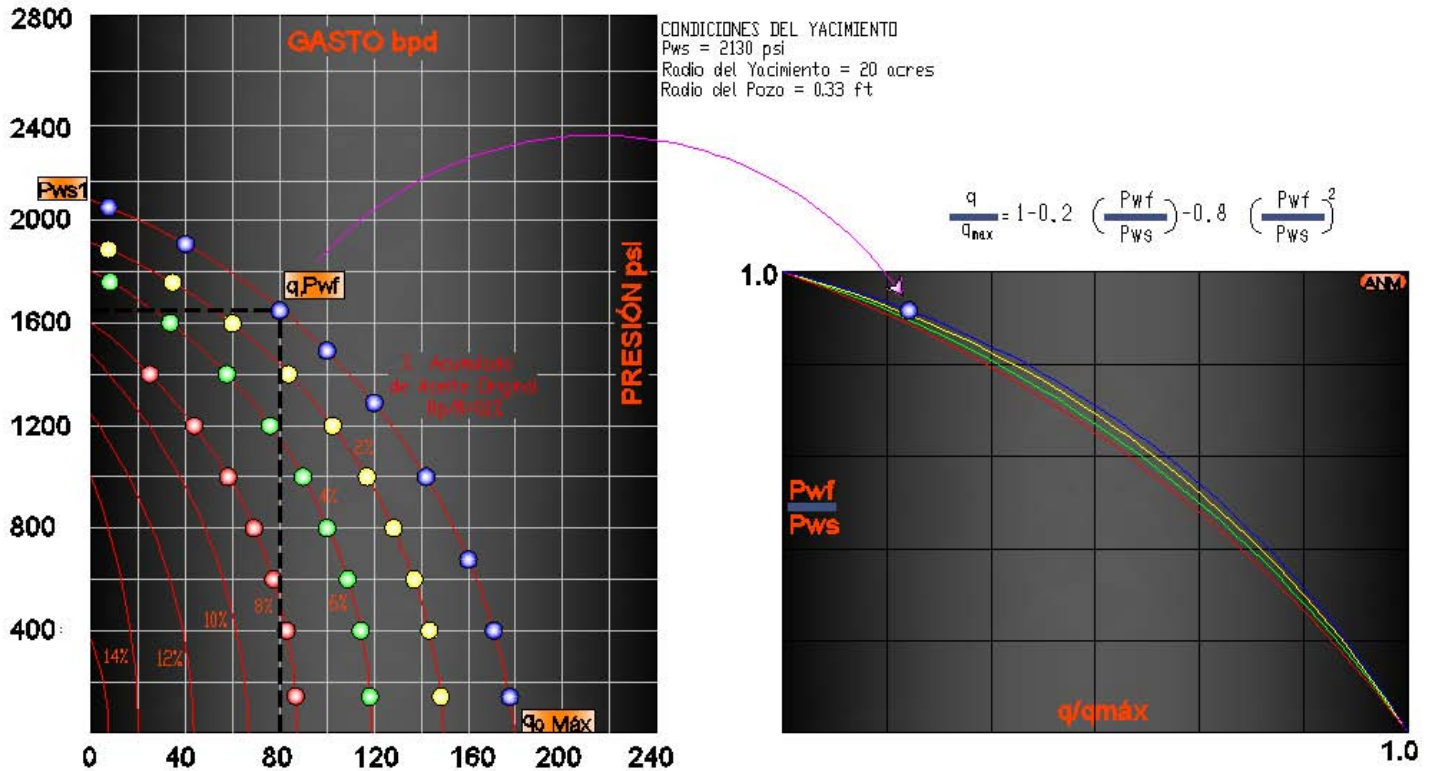 2800
2400
2000
1600
1200
800
400
Pws1
GASTO bpd
q,Pwf
PRESIÓN psi
Acumulado
de Aceite Original
2%
4%
6%
8%
10%
12%
14%
qo Máx
0 40 80 120 160 200 240
CONDICIONES DEL YACIMIENTO
Pws = 2130 psi
Radio del Yacimiento = 20 acres
Radio del Pozo = 0.33 ft
q/qmax = 1-0.2 (Pwf/Pws)-0.8 (Pwf/Pws)²
1.0
ANM
Pwf
Pws
q/qmáx
1.0